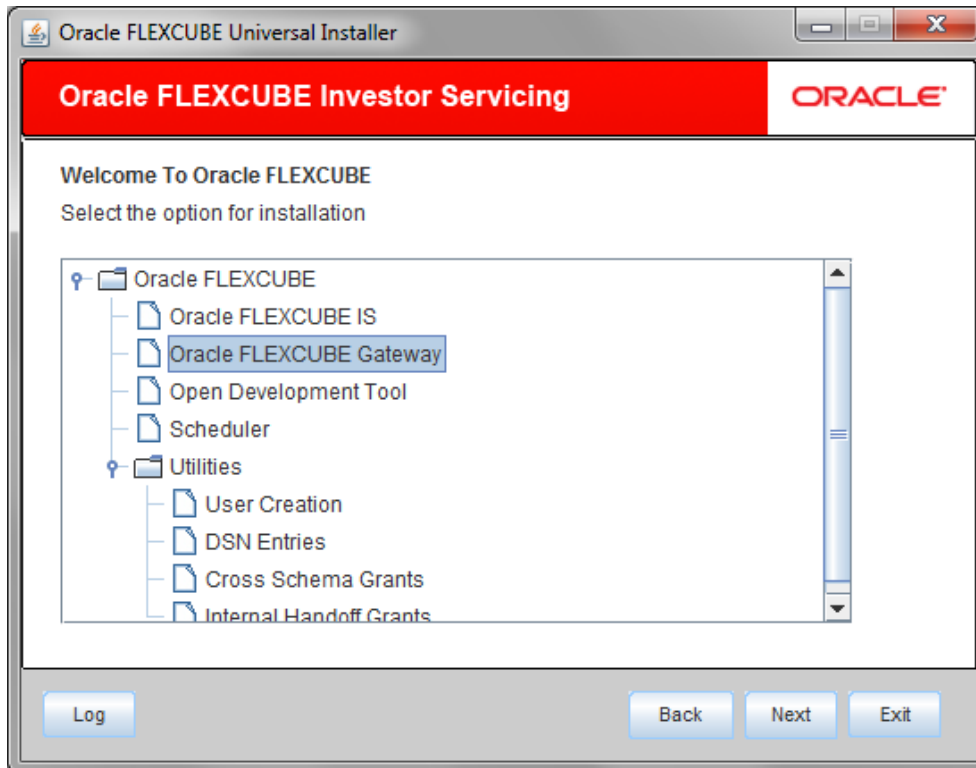 Oracle FLEXCUBE Universal Installer
Oracle FLEXCUBE Investor Servicing
ORACLE
Welcome To Oracle FLEXCUBE
Select the option for installation
Oracle FLEXCUBE
Oracle FLEXCUBE IS
Oracle FLEXCUBE Gateway
Open Development Tool
Scheduler
Utilities
User Creation
DSN Entries
Cross Schema Grants
Internal Handoff Grants
Log Back Next Exit